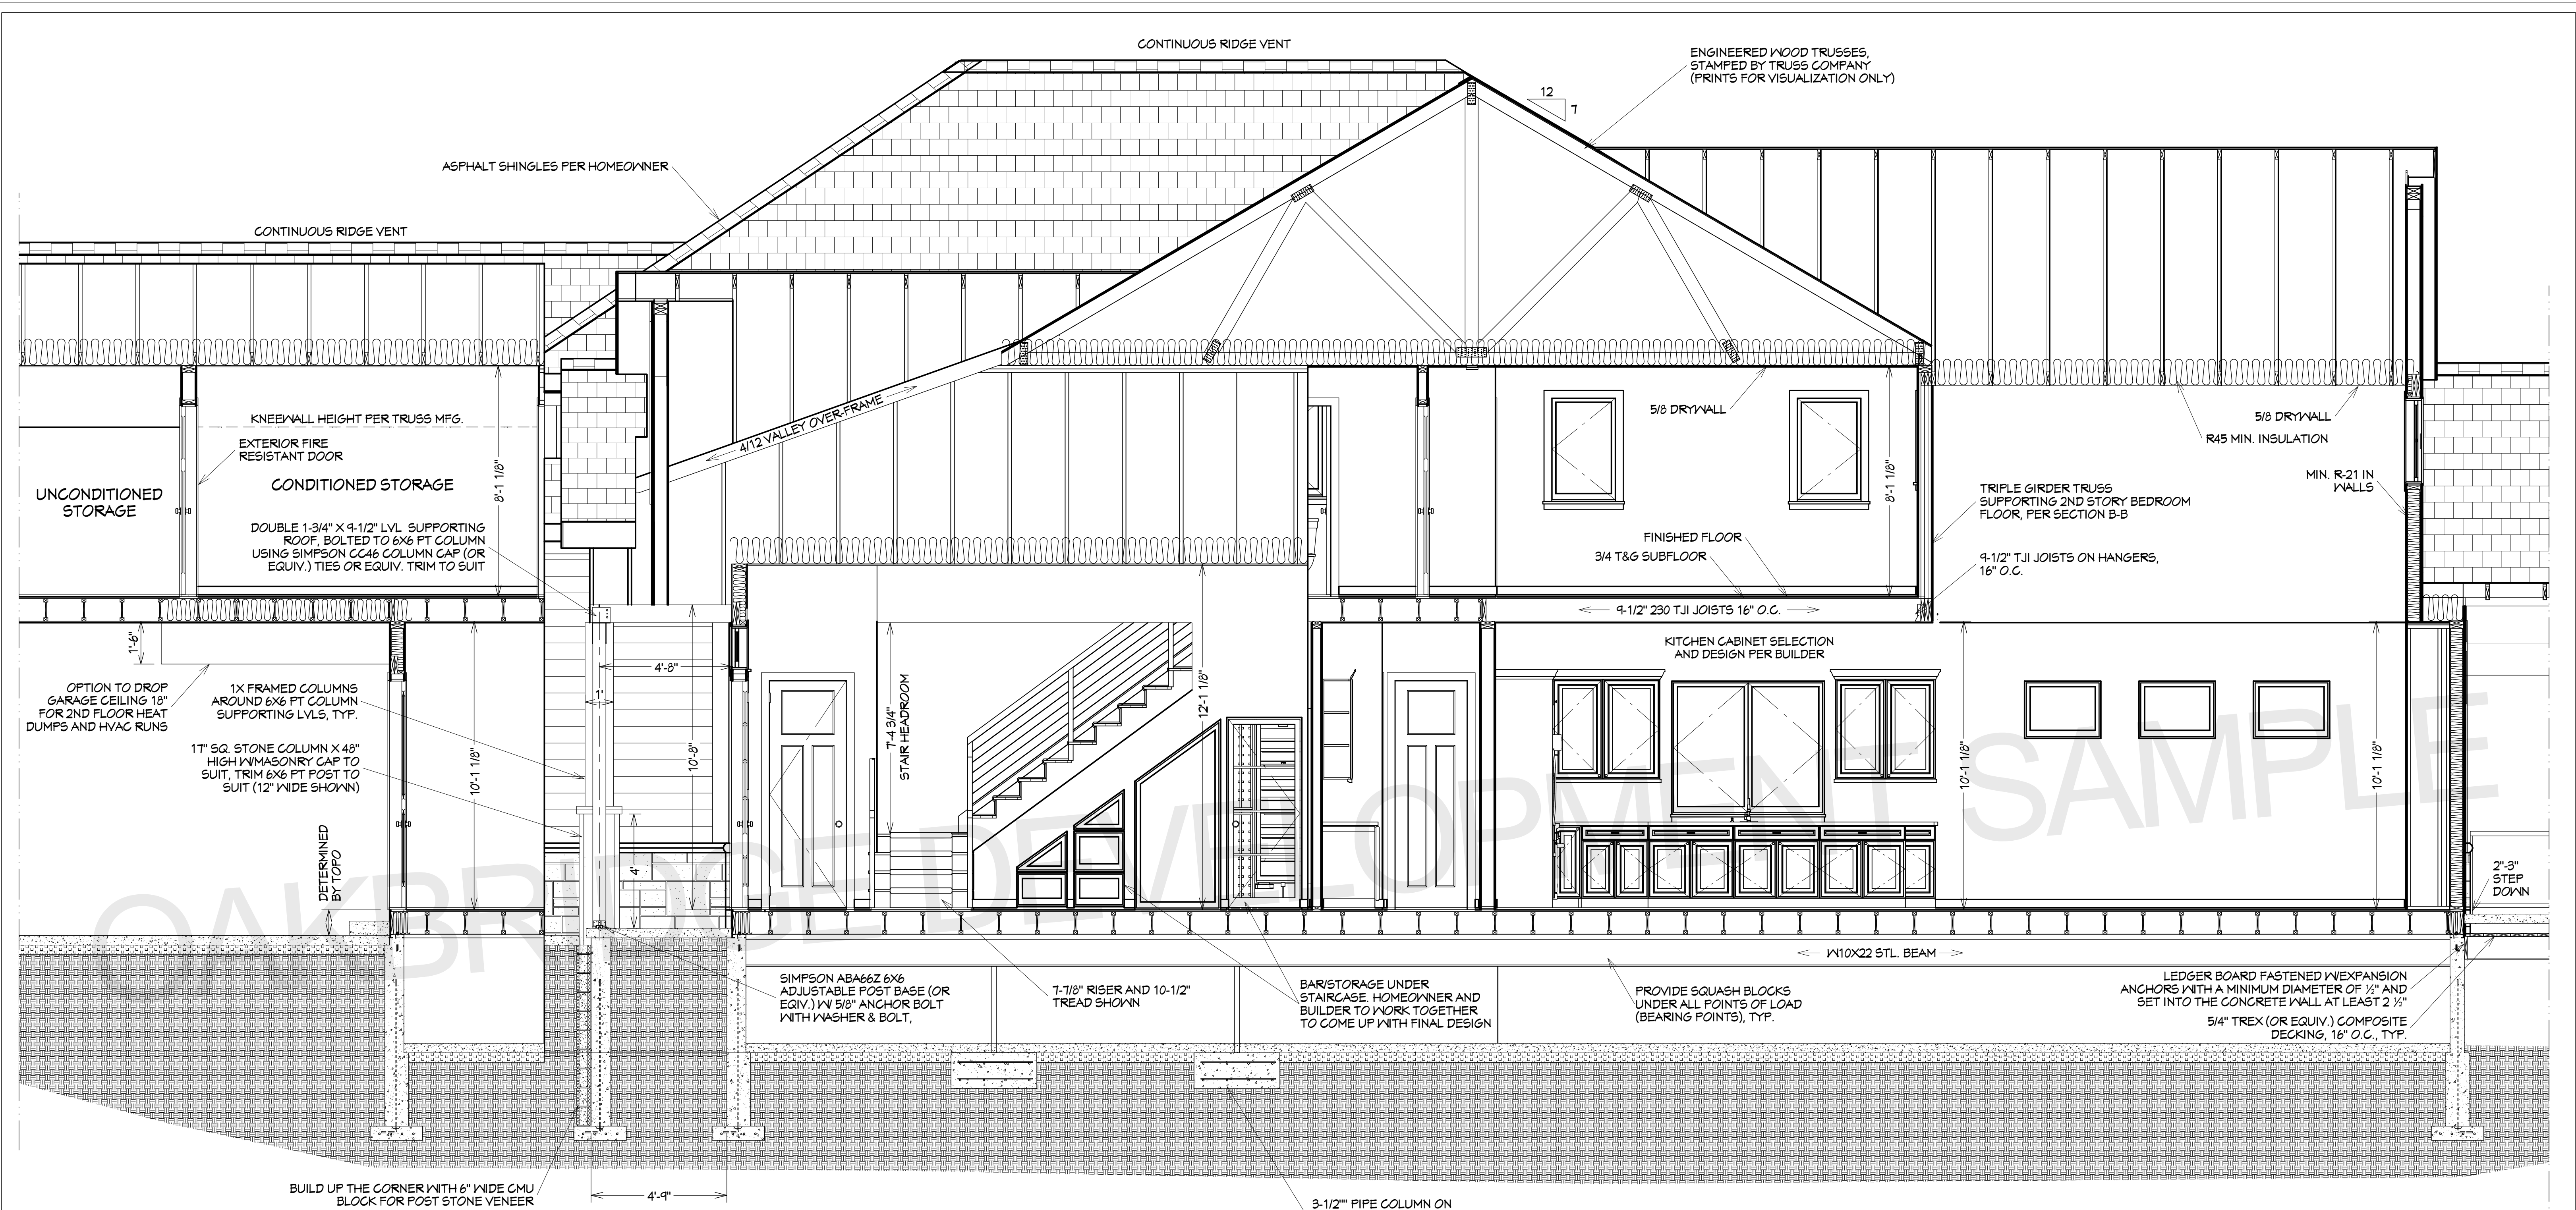 CONTINUOUS RIDGE VENT
ENGINEERED WOOD TRUSSES,
STAMPED BY TRUSS COMPANY
(PRINTS FOR VISUALIZATION ONLY)
12
7
ASPHALT SHINGLES PER HOMEOWNER
CONTINUOUS RIDGE VENT
4/12 VALLEY OVER-FRAME
KNEEWALL HEIGHT PER TRUSS MFG.
EXTERIOR FIRE
RESISTANT DOOR
CONDITIONED STORAGE
UNCONDITIONED
STORAGE
8'-1 1/8"
DOUBLE 1-3/4" X 9-1/2" LVL SUPPORTING
ROOF, BOLTED TO 6X6 PT COLUMN
USING SIMPSON CC46 COLUMN CAP (OR
EQUIV.) TIES OR EQUIV. TRIM TO SUIT
5/8 DRYWALL
8'-1 1/8"
FINISHED FLOOR
3/4 T&G SUBFLOOR
9-1/2" 230 TJI JOISTS 16" O.C.
5/8 DRYWALL
R45 MIN. INSULATION
MIN. R-21 IN
WALLS
TRIPLE GIRDER TRUSS
SUPPORTING 2ND STORY BEDROOM
FLOOR, PER SECTION B-B
9-1/2" TJI JOISTS ON HANGERS,
16" O.C.
1'-6"
OPTION TO DROP
GARAGE CEILING 18"
FOR 2ND FLOOR HEAT
DUMPS AND HVAC RUNS
1X FRAMED COLUMNS
AROUND 6X6 PT COLUMN
SUPPORTING LVLS, TYP.
17" SQ. STONE COLUMN X 48"
HIGH W/MASONRY CAP TO
SUIT, TRIM 6X6 PT POST TO
SUIT (12" WIDE SHOWN)
DETERMINED
BY TOPO
10'-1 1/8"
4'-8"
1'
10'-8"
4'
7'-4 3/4"
STAIR HEADROOM
12'-1 1/8"
KITCHEN CABINET SELECTION
AND DESIGN PER BUILDER
10'-1 1/8"
10'-1 1/8"
2"-3"
STEP
DOWN
OAKBRIDGE DEVELOPMENT SAMPLE
W10X22 STL. BEAM
SIMPSON ABA66Z 6X6
ADJUSTABLE POST BASE (OR
EQIV.) W/ 5/8" ANCHOR BOLT
WITH WASHER & BOLT,
7-7/8" RISER AND 10-1/2"
TREAD SHOWN
BAR/STORAGE UNDER
STAIRCASE. HOMEOWNER AND
BUILDER TO WORK TOGETHER
TO COME UP WITH FINAL DESIGN
PROVIDE SQUASH BLOCKS
UNDER ALL POINTS OF LOAD
(BEARING POINTS), TYP.
LEDGER BOARD FASTENED W/EXPANSION
ANCHORS WITH A MINIMUM DIAMETER OF ½" AND
SET INTO THE CONCRETE WALL AT LEAST 2 ½"
5/4" TREX (OR EQUIV.) COMPOSITE
DECKING, 16" O.C., TYP.
BUILD UP THE CORNER WITH 6" WIDE CMU
BLOCK FOR POST STONE VENEER
4'-9"
3-1/2"" PIPE COLUMN ON